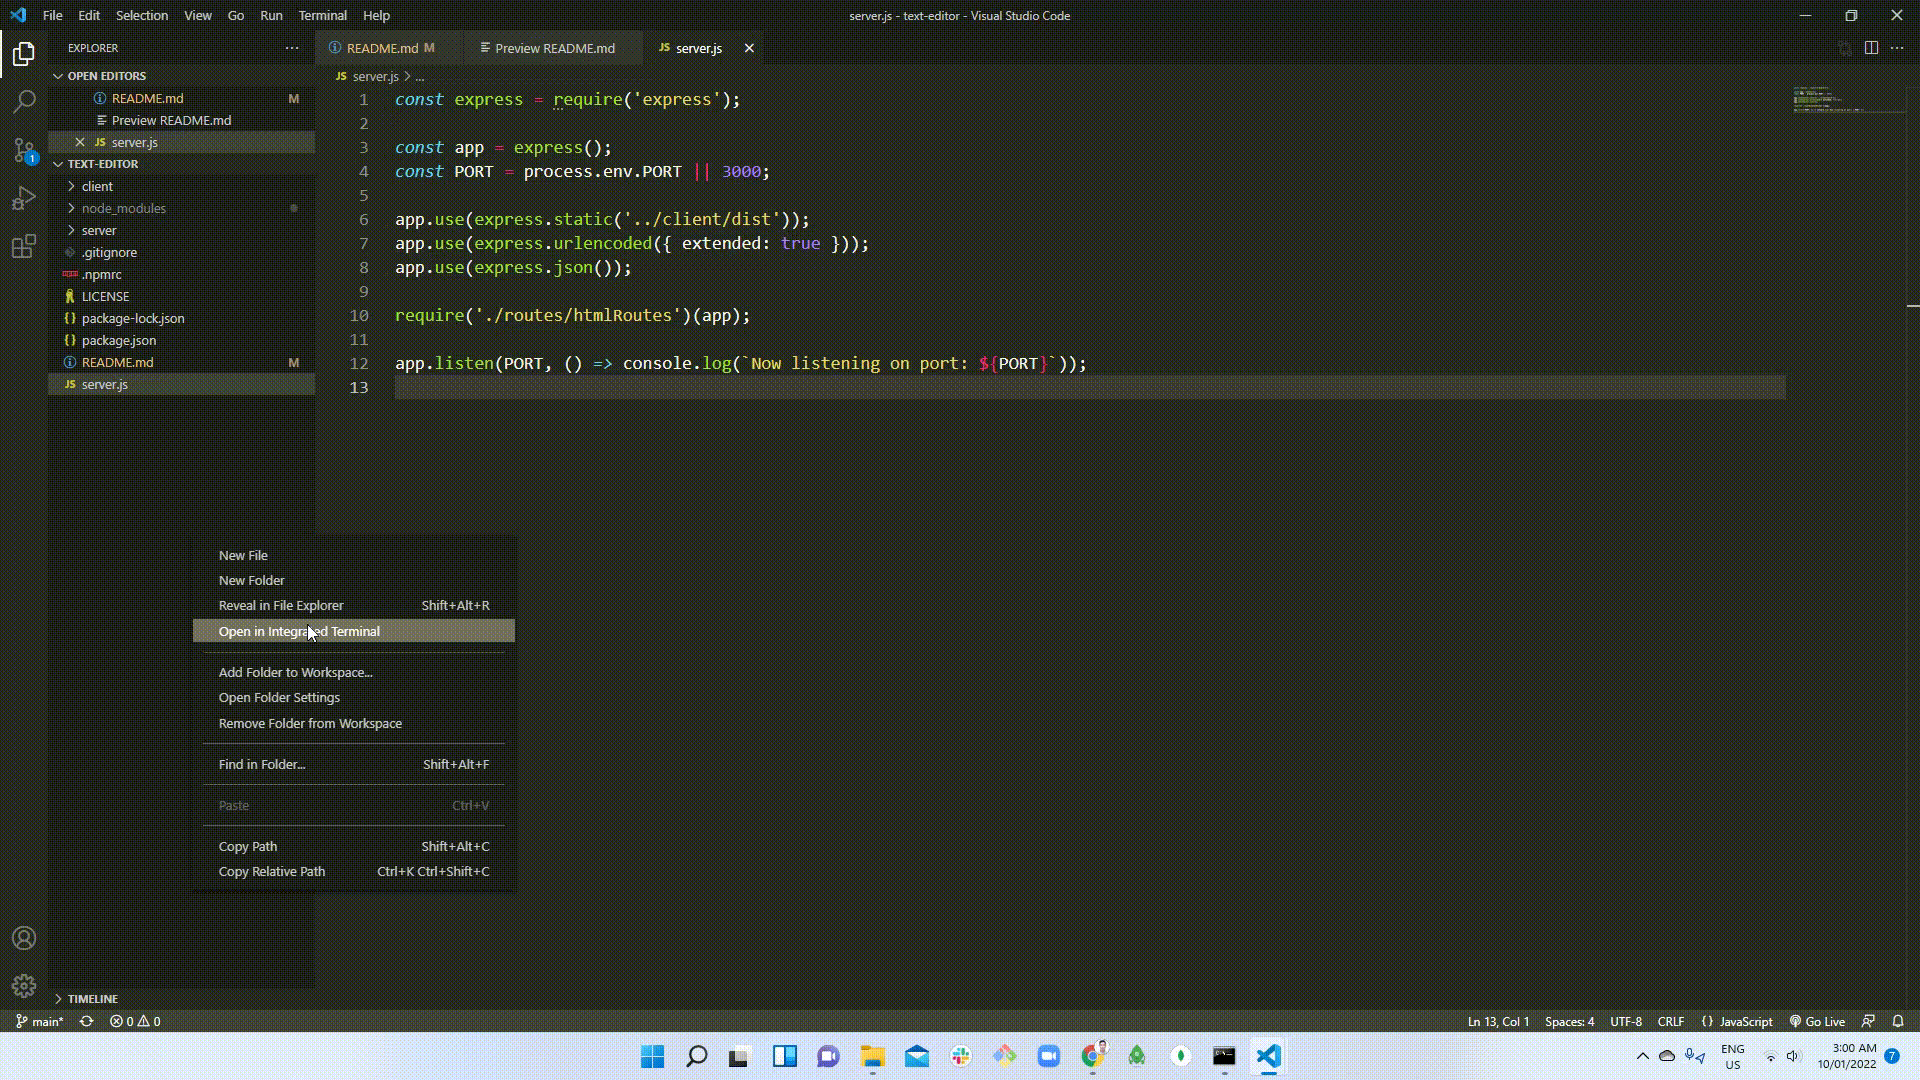 File Edit Selection View Go Run Terminal Help
server.js - text-editor - Visual Studio Code
EXPLORER
README.md M
Preview README.md
JS server.js
OPEN EDITORS
README.md M
Preview README.md
JS server.js
TEXT-EDITOR
client
node_modules
server
.gitignore
.npmrc
LICENSE
{} package-lock.json
{} package.json
README.md M
JS server.js
JS server.js > ...
1 const express = require('express');
2
3 const app = express();
4 const PORT = process.env.PORT || 3000;
5
6 app.use(express.static('../client/dist'));
7 app.use(express.urlencoded({ extended: true }));
8 app.use(express.json());
9
10 require('./routes/htmlRoutes')(app);
11
12 app.listen(PORT, () => console.log(`Now listening on port: ${PORT}`));
13
New File
New Folder
Reveal in File Explorer Shift+Alt+R
Open in Integrated Terminal
Add Folder to Workspace...
Open Folder Settings
Remove Folder from Workspace
Find in Folder... Shift+Alt+F
Paste Ctrl+V
Copy Path Shift+Alt+C
Copy Relative Path Ctrl+K Ctrl+Shift+C
1
TIMELINE
main* 0 0
Ln 13, Col 1 Spaces: 4 UTF-8 CRLF {} JavaScript Go Live
ENG
US
3:00 AM
10/01/2022
7